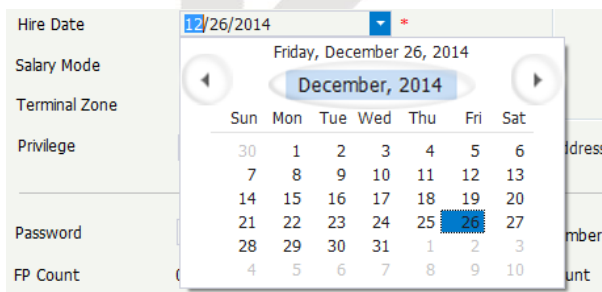 Hire Date 12/26/2014 *
Friday, December 26, 2014
Salary Mode
December, 2014
Terminal Zone
Sun Mon Tue Wed Thu Fri Sat
Privilege 30 1 2 3 4 5 6
7 8 9 10 11 12 13
14 15 16 17 18 19 20
21 22 23 24 25 26 27
Password
28 29 30 31 1 2 3
FP Count 4 5 6 7 8 9 10